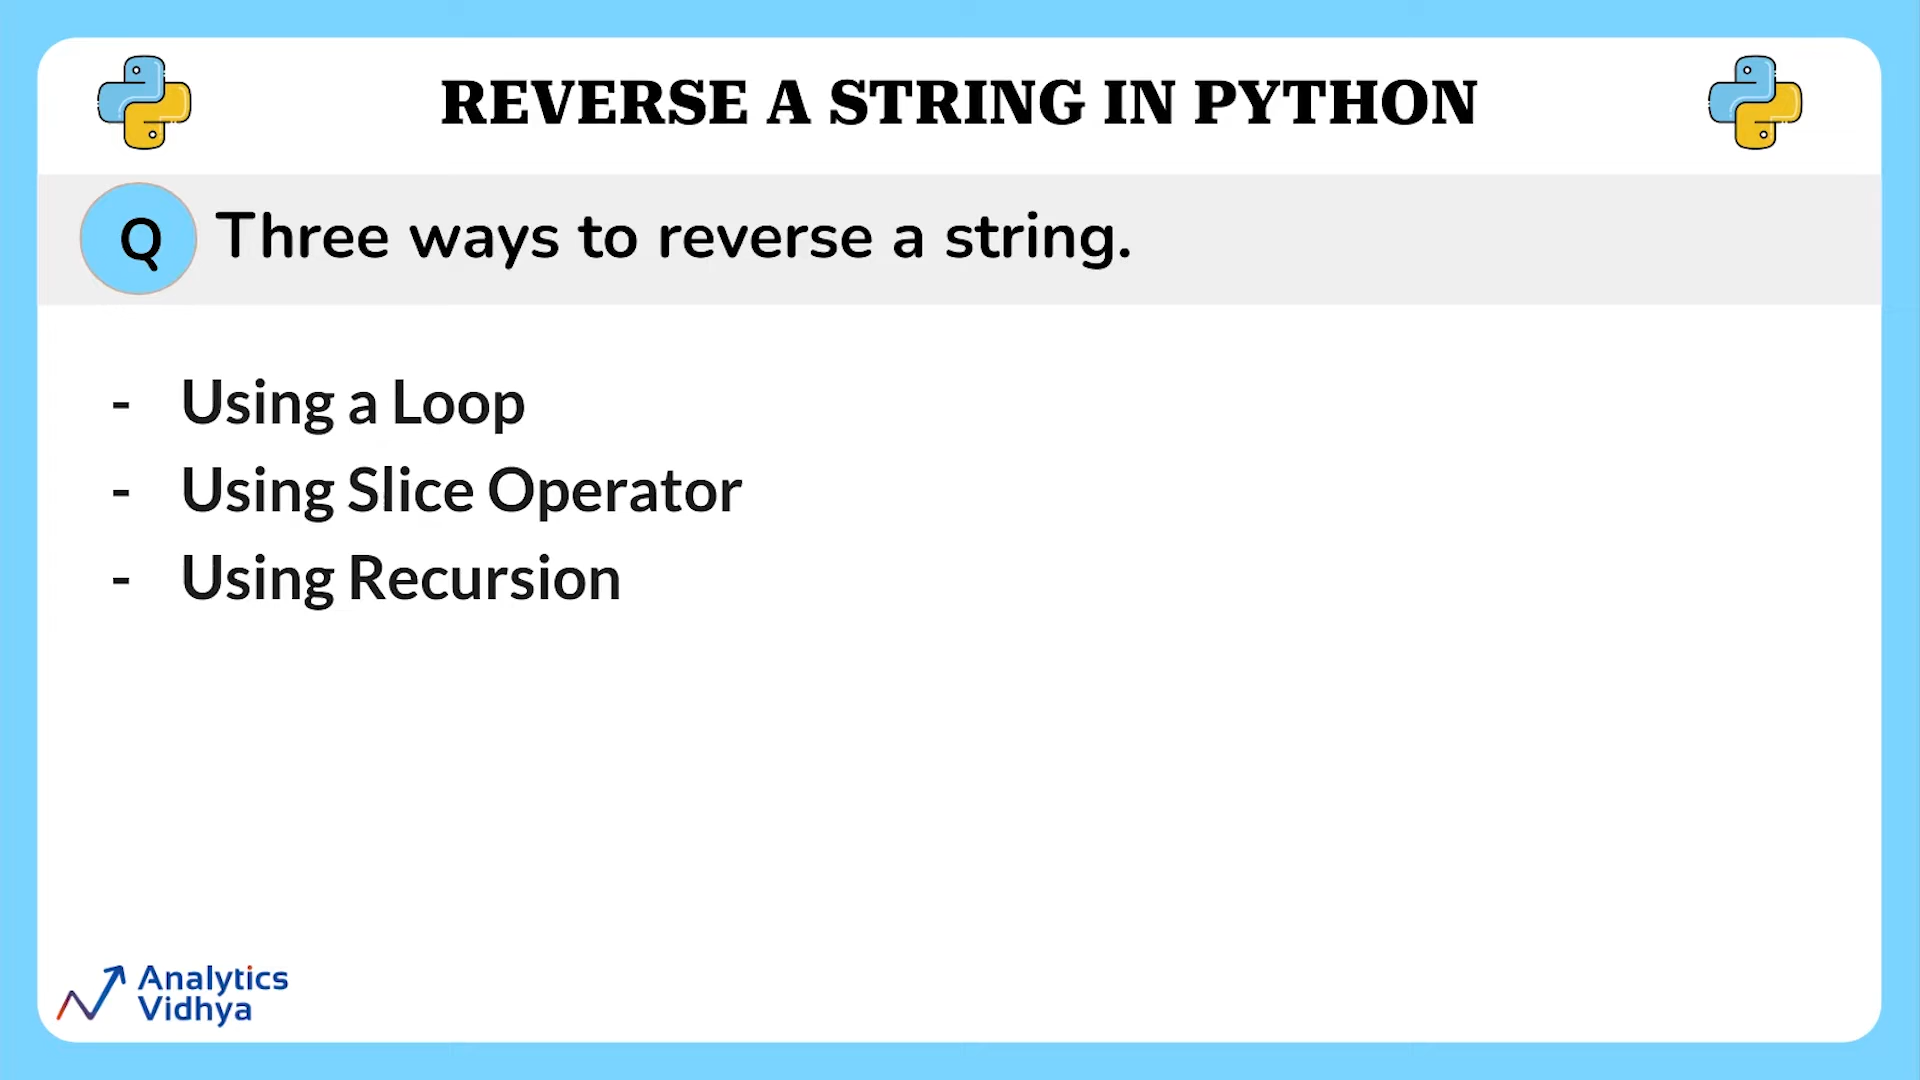 REVERSE A STRING IN PYTHON
Q Three ways to reverse a string.
- Using a Loop
- Using Slice Operator
- Using Recursion
Analytics
Vidhya